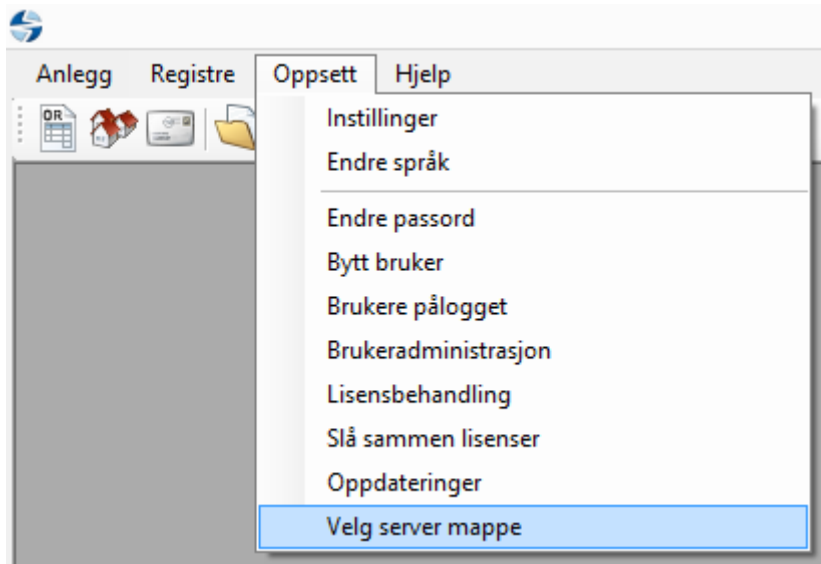 Anlegg Registre Oppsett Hjelp
OR
Instillinger
Endre språk
Endre passord
Bytt bruker
Brukere pålogget
Brukeradministrasjon
Lisensbehandling
Slå sammen lisenser
Oppdateringer
Velg server mappe